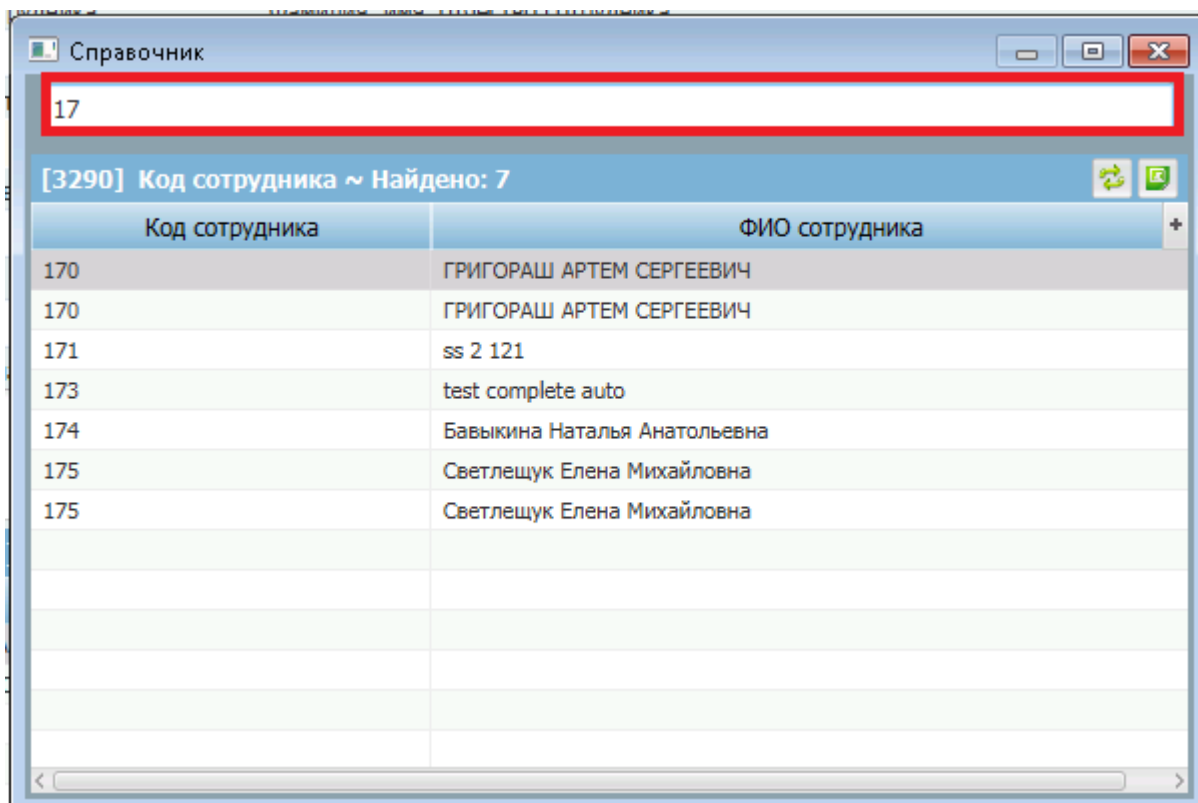 Справочник
17
[3290] Код сотрудника ~ Найдено: 7
Код сотрудника ФИО сотрудника +
170 ГРИГОРАШ АРТЕМ СЕРГЕЕВИЧ
170 ГРИГОРАШ АРТЕМ СЕРГЕЕВИЧ
171 ss 2 121
173 test complete auto
174 Бавыкина Наталья Анатольевна
175 Светлещук Елена Михайловна
175 Светлещук Елена Михайловна